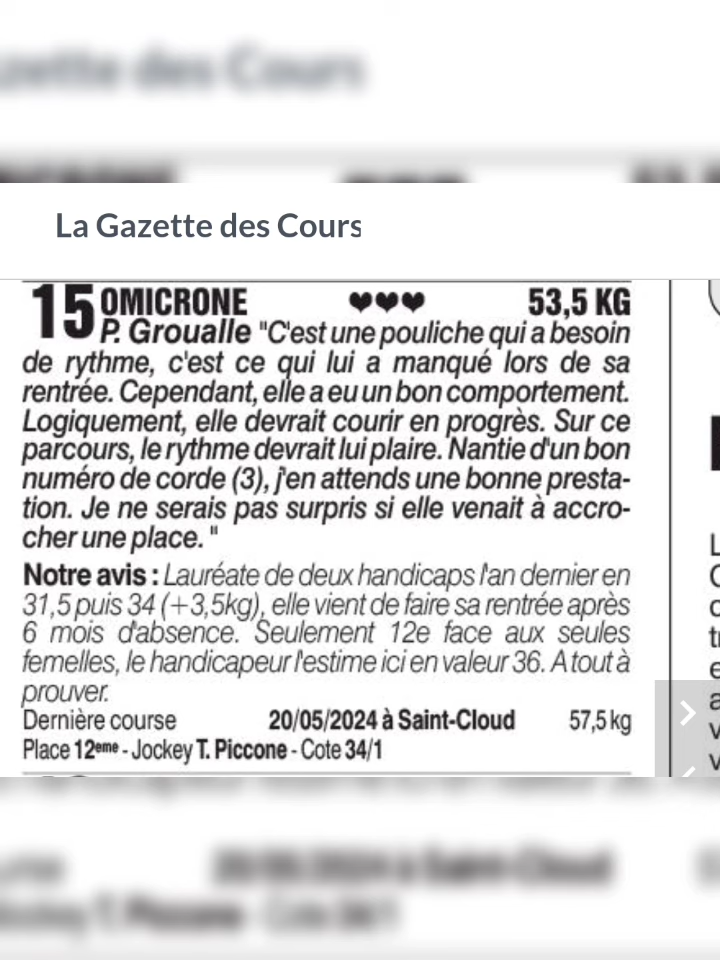 La Gazette des Cours
15 OMICRONE ♥♥♥ 53,5 KG
P. Groualle "C'est une pouliche qui a besoin
de rythme, c'est ce qui lui a manqué lors de sa
rentrée. Cependant, elle a eu un bon comportement.
Logiquement, elle devrait courir en progrès. Sur ce
parcours, le rythme devrait lui plaire. Nantie d'un bon
numéro de corde (3), j'en attends une bonne presta-
tion. Je ne serais pas surpris si elle venait à accro-
cher une place. "
Notre avis : Lauréate de deux handicaps l'an dernier en
31,5 puis 34 (+3,5kg), elle vient de faire sa rentrée après
6 mois d'absence. Seulement 12e face aux seules
femelles, le handicapeur l'estime ici en valeur 36. A tout à
prouver.
Dernière course 20/05/2024 à Saint-Cloud 57,5 kg
Place 12eme - Jockey T. Piccone - Cote 34/1